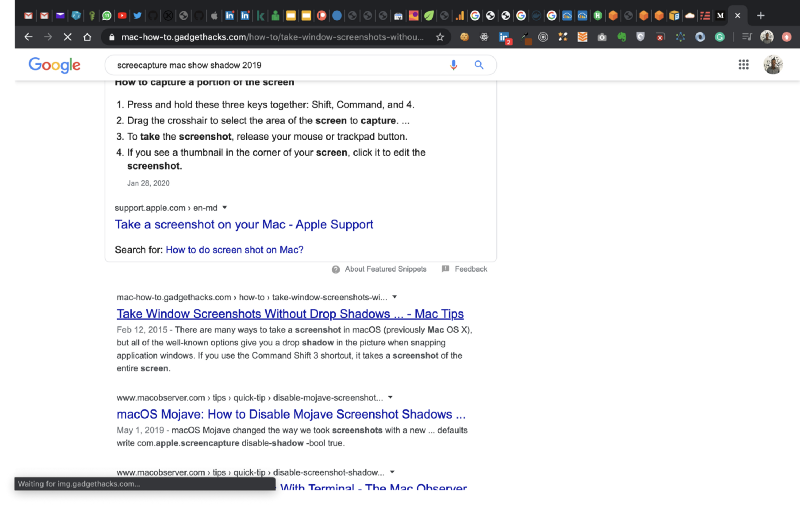 mac-how-to.gadgethacks.com/how-to/take-window-screenshots-withou...
2
Google
screecapture mac show shadow 2019
How to capture a portion of the screen
1. Press and hold these three keys together: Shift, Command, and 4.
2. Drag the crosshair to select the area of the screen to capture. ...
3. To take the screenshot, release your mouse or trackpad button.
4. If you see a thumbnail in the corner of your screen, click it to edit the
screenshot.
Jan 28, 2020
support.apple.com › en-md
Take a screenshot on your Mac - Apple Support
Search for: How to do screen shot on Mac?
About Featured Snippets Feedback
mac-how-to.gadgethacks.com › how-to › take-window-screenshots-wi...
Take Window Screenshots Without Drop Shadows ... - Mac Tips
Feb 12, 2015 - There are many ways to take a screenshot in macOS (previously Mac OS X),
but all of the well-known options give you a drop shadow in the picture when snapping
application windows. If you use the Command Shift 3 shortcut, it takes a screenshot of the
entire screen.
www.macobserver.com › tips › quick-tip › disable-mojave-screenshot...
macOS Mojave: How to Disable Mojave Screenshot Shadows ...
May 1, 2019 - macOS Mojave changed the way we took screenshots with a new ... defaults
write com.apple.screencapture disable-shadow -bool true.
www.macobserver.com › tips › quick-tip › disable-screenshot-shadow...
With Terminal - The Mac Observer
Waiting for img.gadgethacks.com...